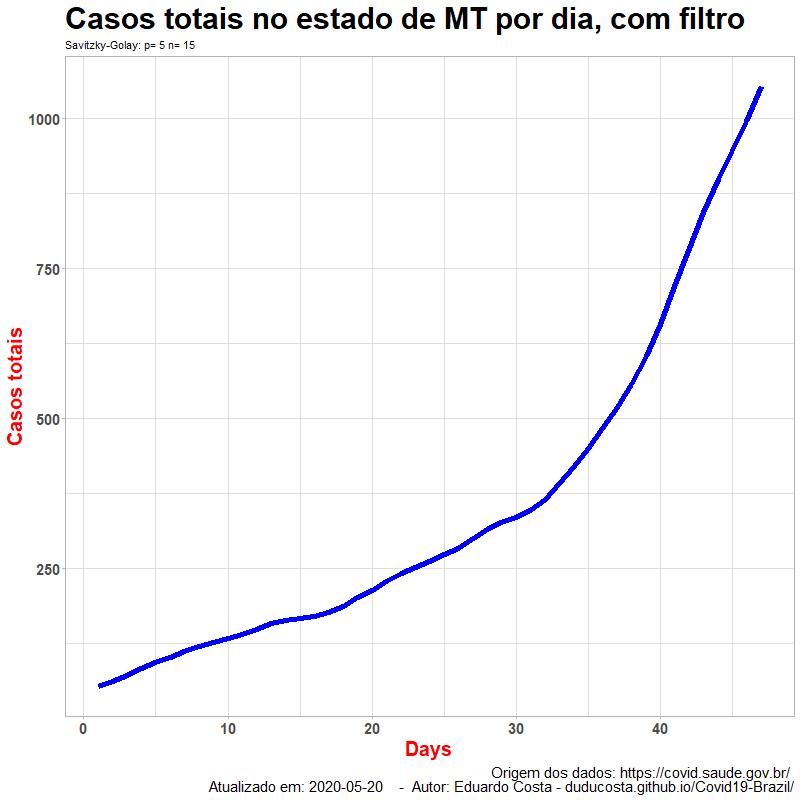 Casos totais no estado de MT por dia, com filtro
Savitzky-Golay: p= 5 n= 15
1000
750
500
250
Casos totais
0 10 20 30 40
Days
Origem dos dados: https://covid.saude.gov.br/
Atualizado em: 2020-05-20 - Autor: Eduardo Costa - duducosta.github.io/Covid19-Brazil/